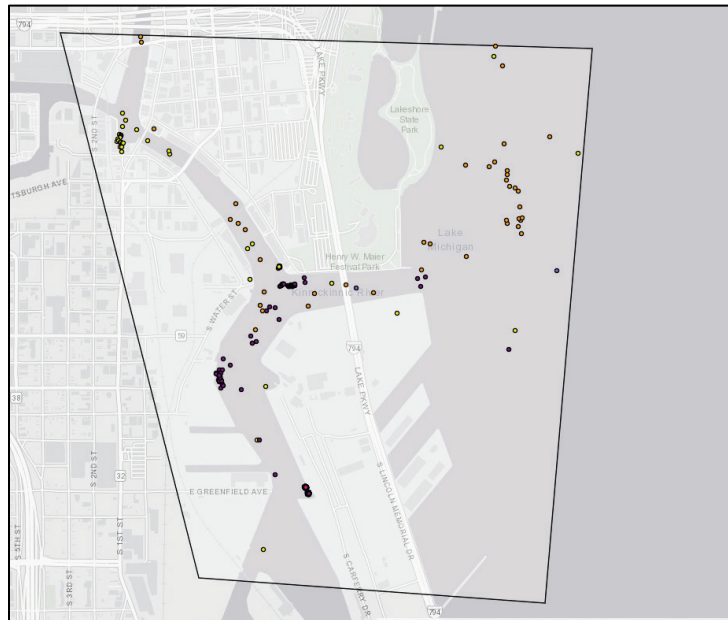 794
LAKE PKWY
S 2ND ST
Lakeshore
State
Park
TTSBURGH AVE
Lake
Michigan
Henry W. Maier
Festival Park
Kinnickinnic River
S WATER ST
59
794
LAKE PKWY
38
S 2ND ST
32
E GREENFIELD AVE
S LINCOLN MEMORIAL DR
S 5TH ST
S 1ST ST
S 3RD ST
S CARFERRY DR
794